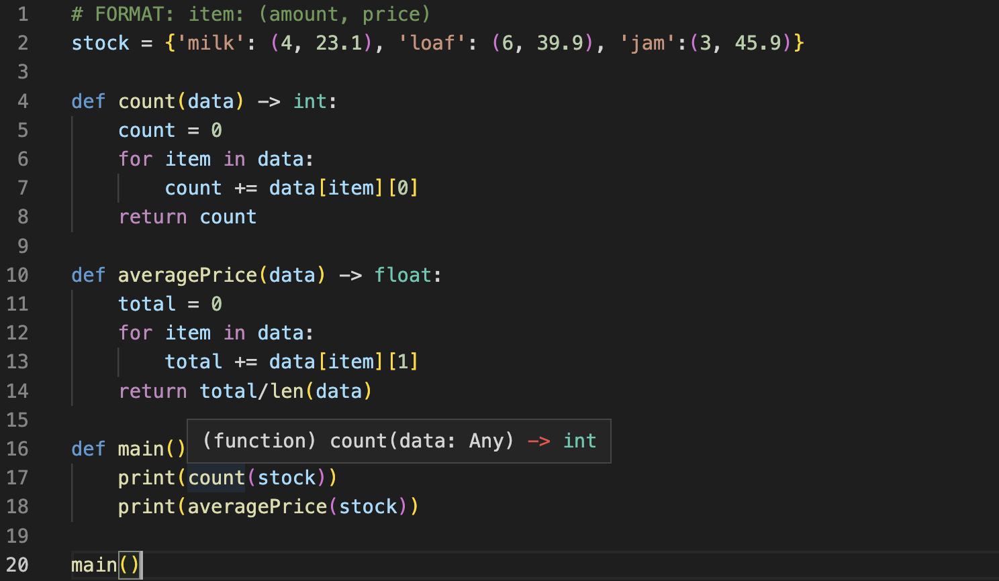 1 # FORMAT: item: (amount, price)
2 stock = {'milk': (4, 23.1), 'loaf': (6, 39.9), 'jam':(3, 45.9)}
3
4 def count(data) -> int:
5     count = 0
6     for item in data:
7         count += data[item][0]
8     return count
9
10 def averagePrice(data) -> float:
11     total = 0
12     for item in data:
13         total += data[item][1]
14     return total/len(data)
15
(function) count(data: Any) -> int
16 def main()
17     print(count(stock))
18     print(averagePrice(stock))
19
20 main()